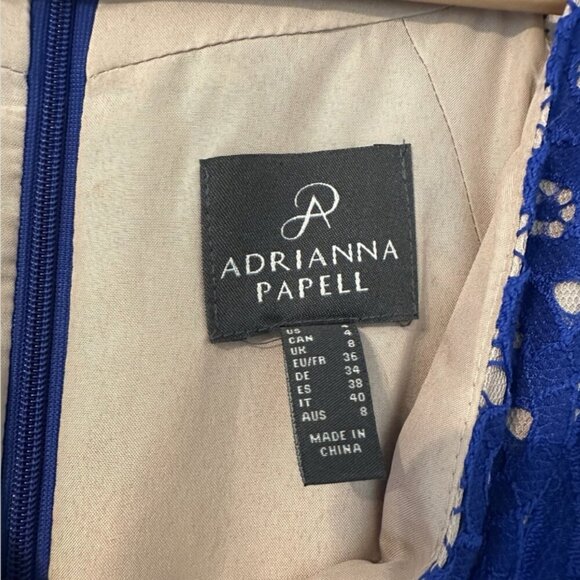 ADRIANNA
PAPELL
US
CAN 4
UK 8
EU/FR 36
DE 34
ES 38
IT 40
AUS 8
MADE IN
CHINA